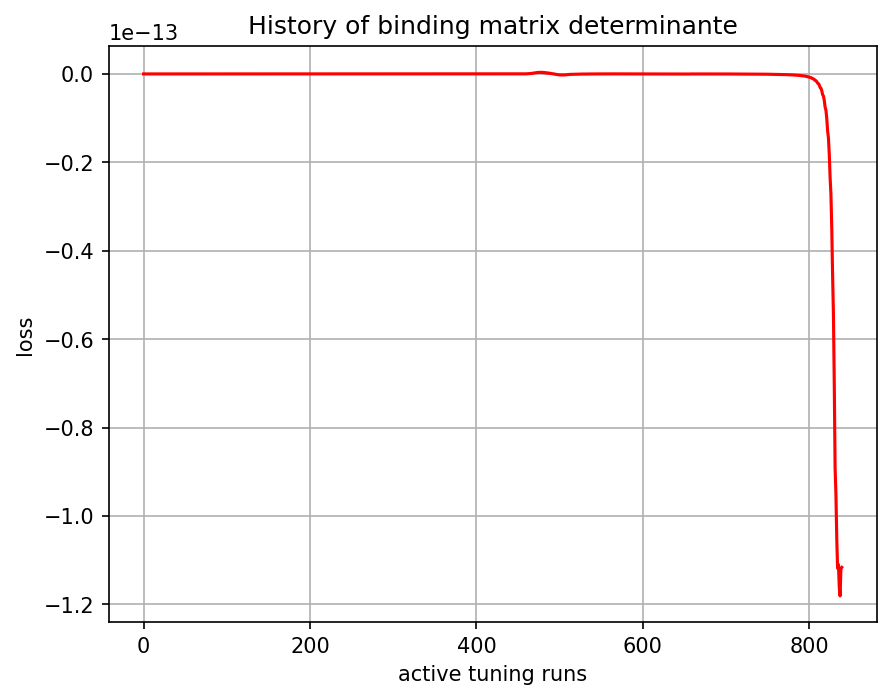 History of binding matrix determinante
1e−13
0.0
−0.2
−0.4
−0.6
−0.8
−1.0
−1.2
loss
0 200 400 600 800
active tuning runs